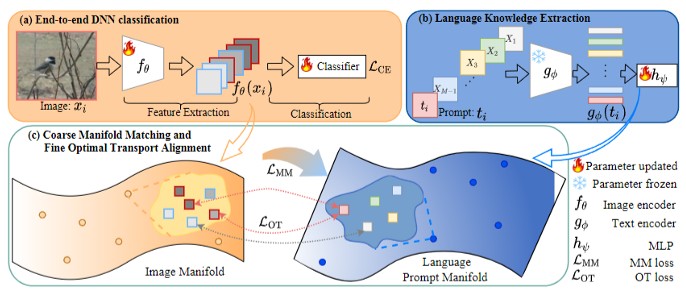 (a) End-to-end DNN classification
fθ
Classifier
ℒCE
Image: xi
fθ(xi)
Feature Extraction
Classification
(b) Language Knowledge Extraction
X1
X2
X3
XM−1
ti
Prompt: ti
gϕ
gϕ(ti)
hψ
(c) Coarse Manifold Matching and
Fine Optimal Transport Alignment
ℒMM
ℒOT
Image Manifold
Language
Prompt Manifold
Parameter updated
Parameter frozen
fθ Image encoder
gϕ Text encoder
hψ MLP
ℒMM MM loss
ℒOT OT loss